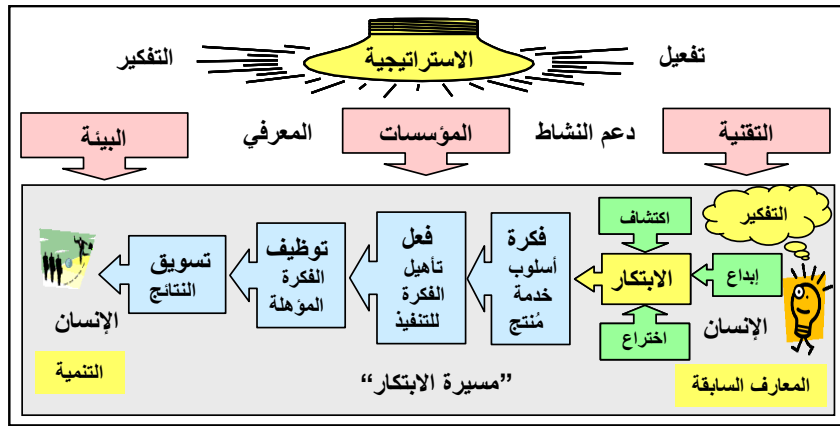 تفعيل
الاستراتيجية
التفكير
التقنية
دعم النشاط
المؤسسات
المعرفي
البيئة
التفكير
اكتشاف
إبداع
الابتكار
اختراع
الإنسان
المعارف السابقة
فكرة
أسلوب
خدمة
مُنتج
فعل
تأهيل
الفكرة
للتنفيذ
توظيف
الفكرة
المؤهلة
تسويق
النتائج
الإنسان
التنمية
”مسيرة الابتكار“